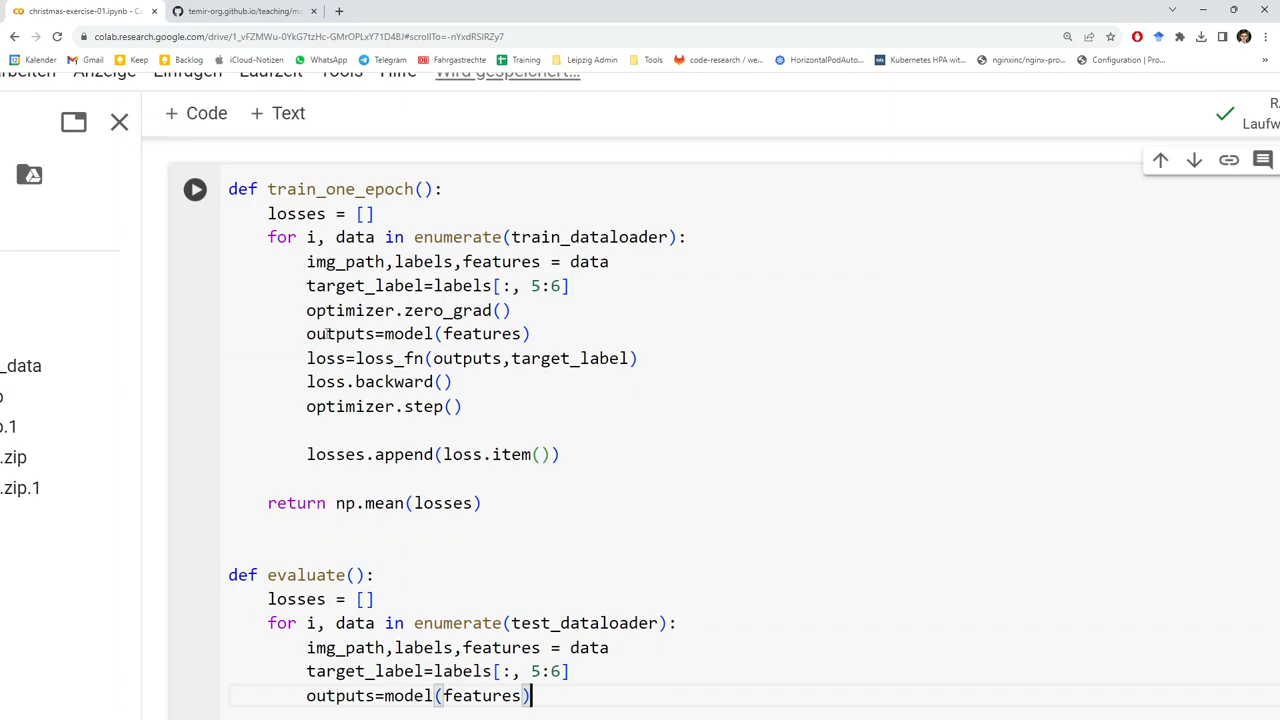 christmas-exercise-01.ipynb - Co
temir-org.github.io/teaching/m
colab.research.google.com/drive/1_vFZMWu-0YkG7tzHc-GMrOPLxY71D4BJ#scrollTo=-nYxdRSIRZy7
Kalender Gmail Keep Backlog iCloud-Notizen WhatsApp Telegram Fahrgastrechte Training Leipzig Admin Tools code-research / we... HorizontalPodAuto... Kubernetes HPA wit... nginxinc/nginx-pro... Configuration | Pro... »
arbeiten Anzeige Einfügen Laufzeit Tools Hilfe Wird gespeichert...
+ Code + Text
R
Laufw
def train_one_epoch():
losses = []
for i, data in enumerate(train_dataloader):
img_path,labels,features = data
target_label=labels[:, 5:6]
optimizer.zero_grad()
outputs=model(features)
loss=loss_fn(outputs,target_label)
loss.backward()
optimizer.step()
losses.append(loss.item())
return np.mean(losses)
def evaluate():
losses = []
for i, data in enumerate(test_dataloader):
img_path,labels,features = data
target_label=labels[:, 5:6]
outputs=model(features)
_data
p
p.1
.zip
.zip.1